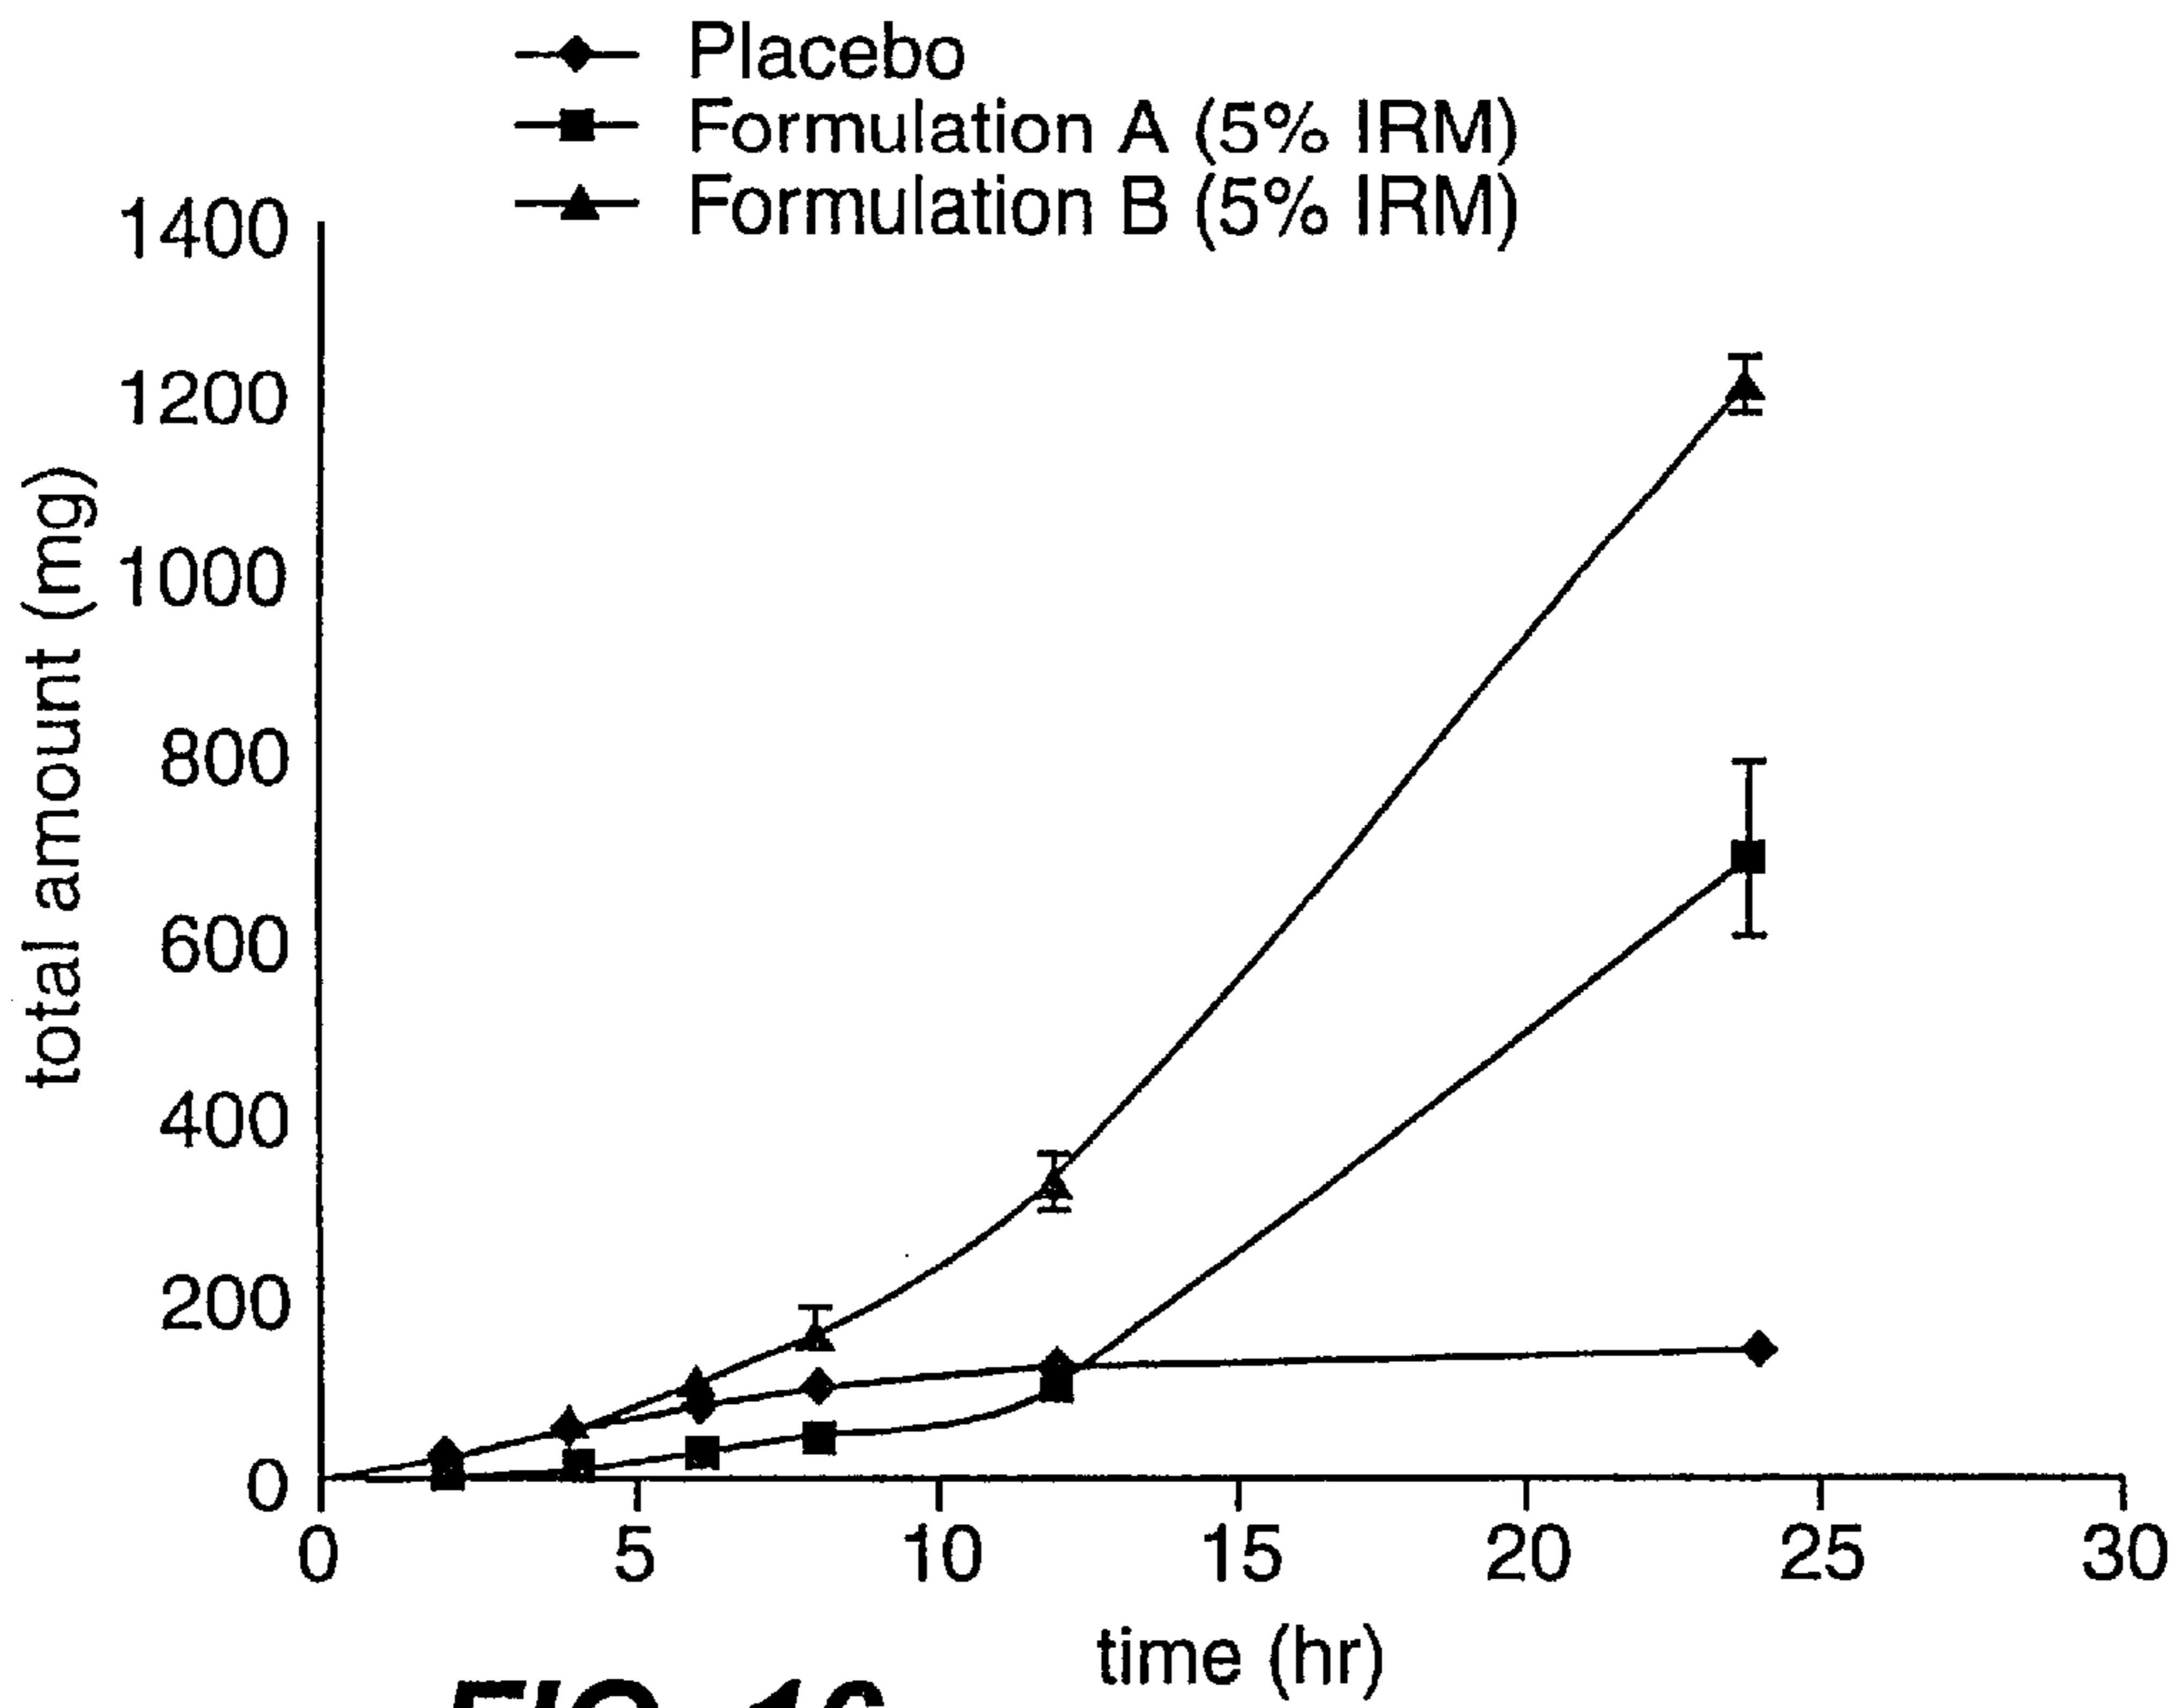 Placebo
Formulation A (5% IRM)
Formulation B (5% IRM)
total amount (mg)
1400
1200
1000
800
600
400
200
0
0 5 10 15 20 25 30
time (hr)